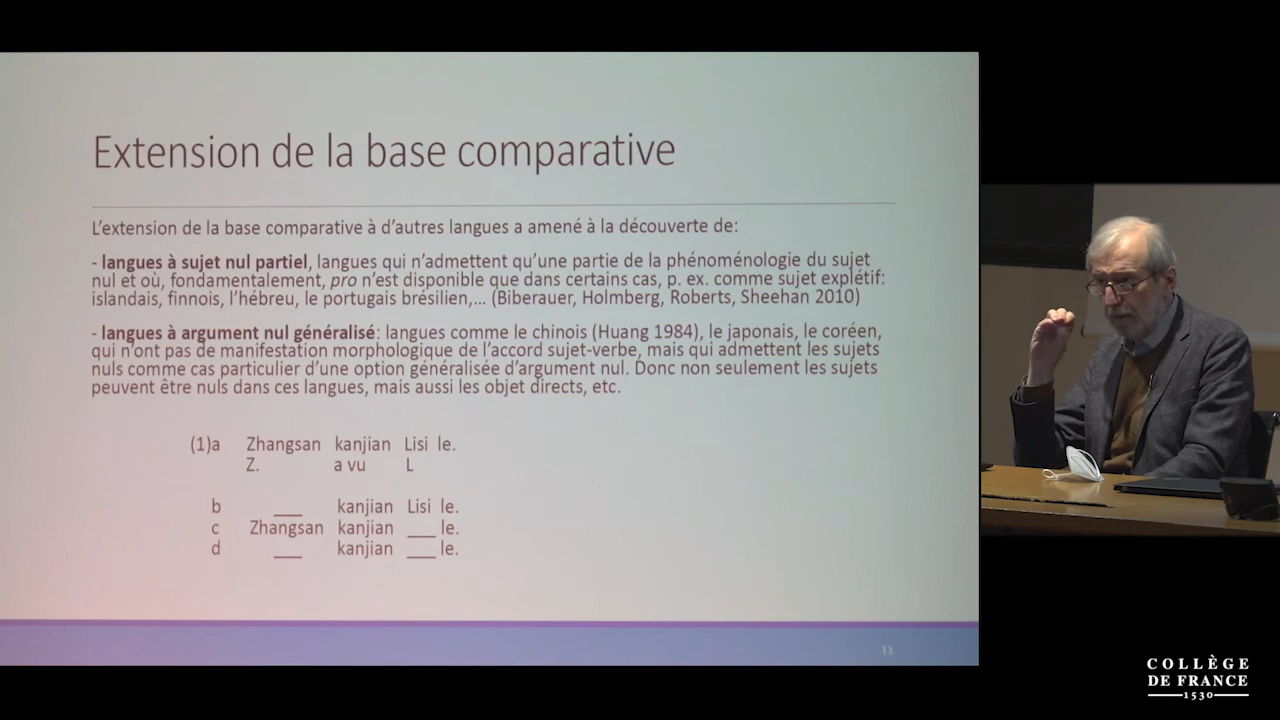 Extension de la base comparative
L'extension de la base comparative à d'autres langues a amené à la découverte de:
- langues à sujet nul partiel, langues qui n'admettent qu'une partie de la phénoménologie du sujet
nul et où, fondamentalement, pro n'est disponible que dans certains cas, p. ex. comme sujet explétif:
islandais, finnois, l'hébreu, le portugais brésilien,... (Biberauer, Holmberg, Roberts, Sheehan 2010)
- langues à argument nul généralisé: langues comme le chinois (Huang 1984), le japonais, le coréen,
qui n'ont pas de manifestation morphologique de l'accord sujet-verbe, mais qui admettent les sujets
nuls comme cas particulier d'une option généralisée d'argument nul. Donc non seulement les sujets
peuvent être nuls dans ces langues, mais aussi les objet directs, etc.
(1)a Zhangsan kanjian Lisi le.
Z. a vu L
b ___ kanjian Lisi le.
c Zhangsan kanjian ___ le.
d ___ kanjian ___ le.
13
COLLÈGE
DE FRANCE
1530